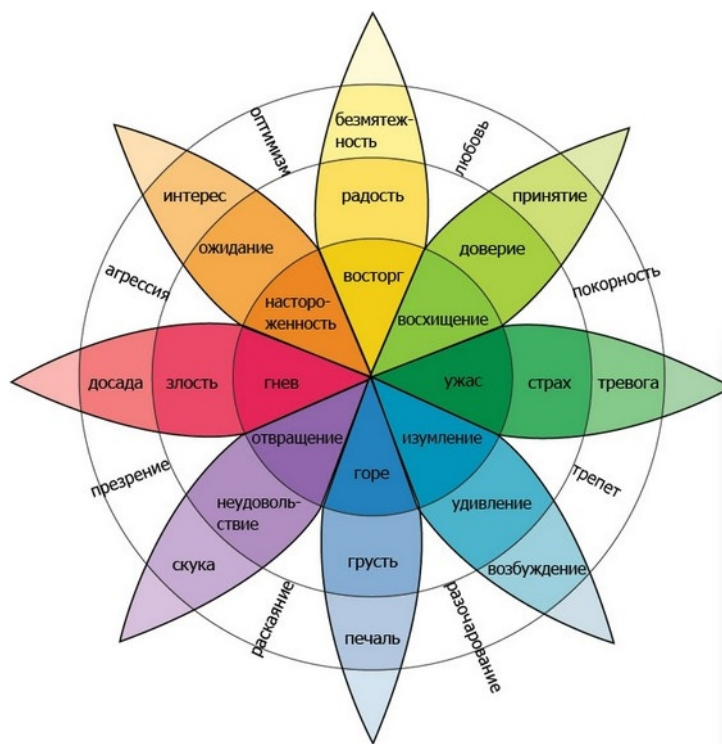 безмятеж-
ность
оптимизм
любовь
интерес
радость
принятие
ожидание
доверие
восторг
агрессия
покорность
насторо-
женность
восхищение
досада
злость
гнев
ужас
страх
тревога
отвращение
изумление
презрение
горе
трепет
неудоволь-
ствие
удивление
скука
грусть
возбуждение
раскаяние
разочарование
печаль